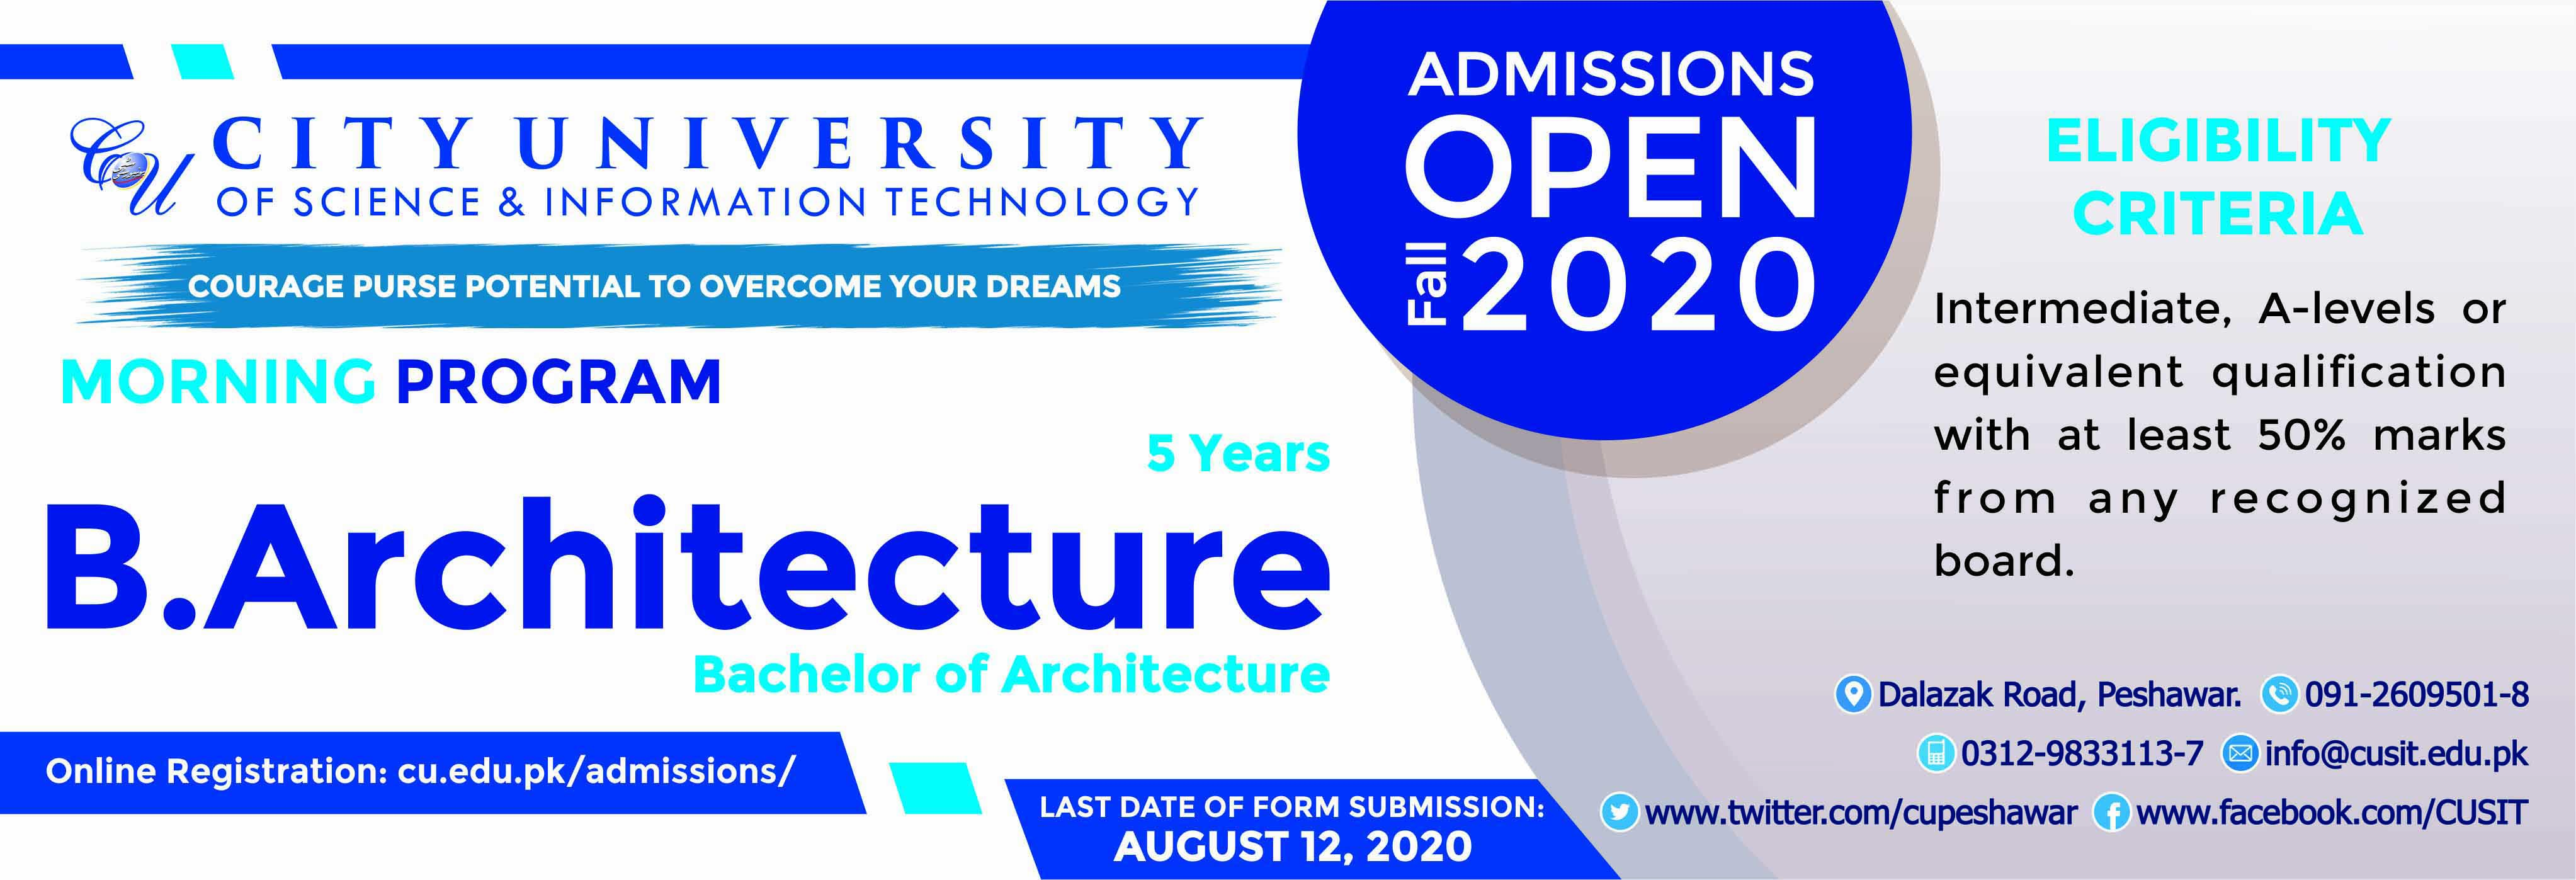 CU
CITY UNIVERSITY
OF SCIENCE & INFORMATION TECHNOLOGY
COURAGE PURSE POTENTIAL TO OVERCOME YOUR DREAMS
MORNING PROGRAM
5 Years
B.Architecture
Bachelor of Architecture
Online Registration: cu.edu.pk/admissions/
LAST DATE OF FORM SUBMISSION:
AUGUST 12, 2020
ADMISSIONS
OPEN
Fall 2020
ELIGIBILITY
CRITERIA
Intermediate, A-levels or
equivalent qualification
with at least 50% marks
from any recognized
board.
Dalazak Road, Peshawar. 091-2609501-8
0312-9833113-7 info@cusit.edu.pk
www.twitter.com/cupeshawar www.facebook.com/CUSIT